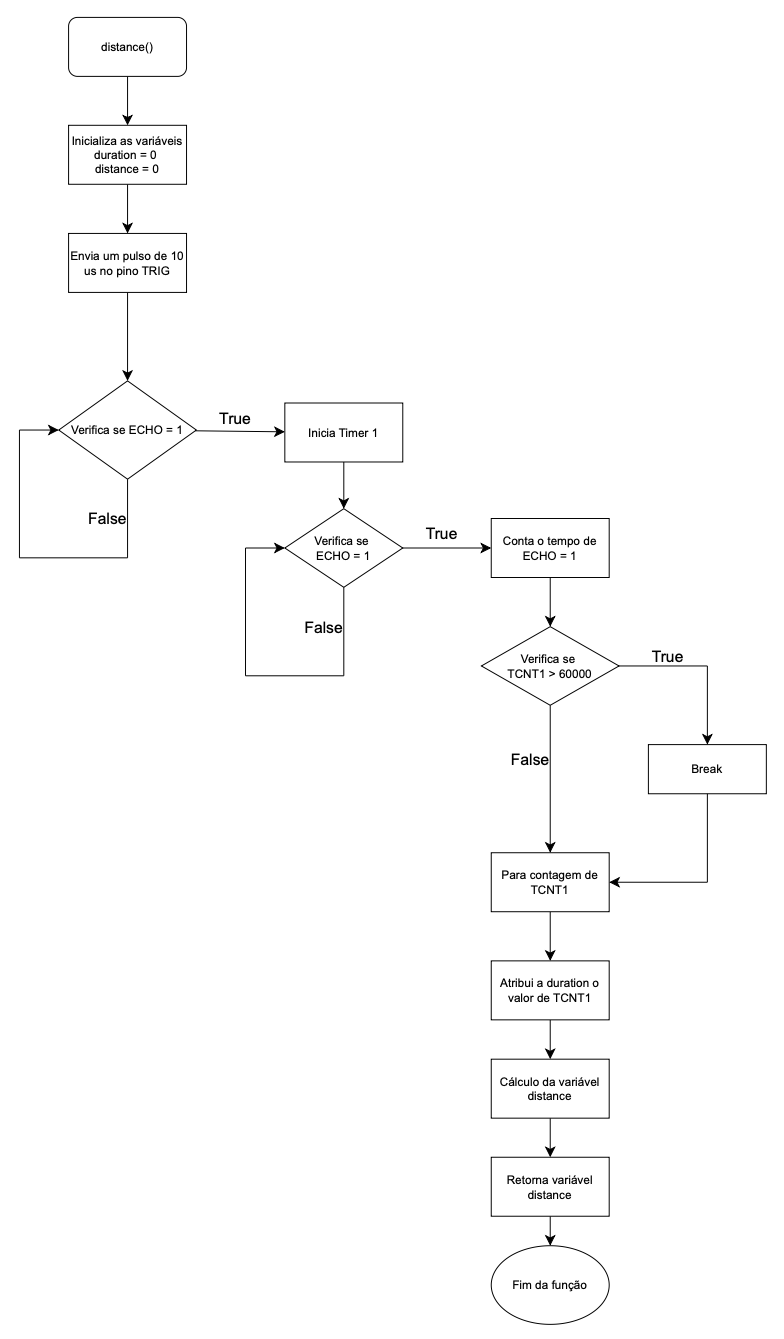 distance()
Inicializa as variáveis
duration = 0
distance = 0
Envia um pulso de 10
us no pino TRIG
Verifica se ECHO = 1
True
False
Inicia Timer 1
Verifica se
ECHO = 1
True
False
Conta o tempo de
ECHO = 1
Verifica se
TCNT1 > 60000
True
False
Break
Para contagem de
TCNT1
Atribui a duration o
valor de TCNT1
Cálculo da variável
distance
Retorna variável
distance
Fim da função